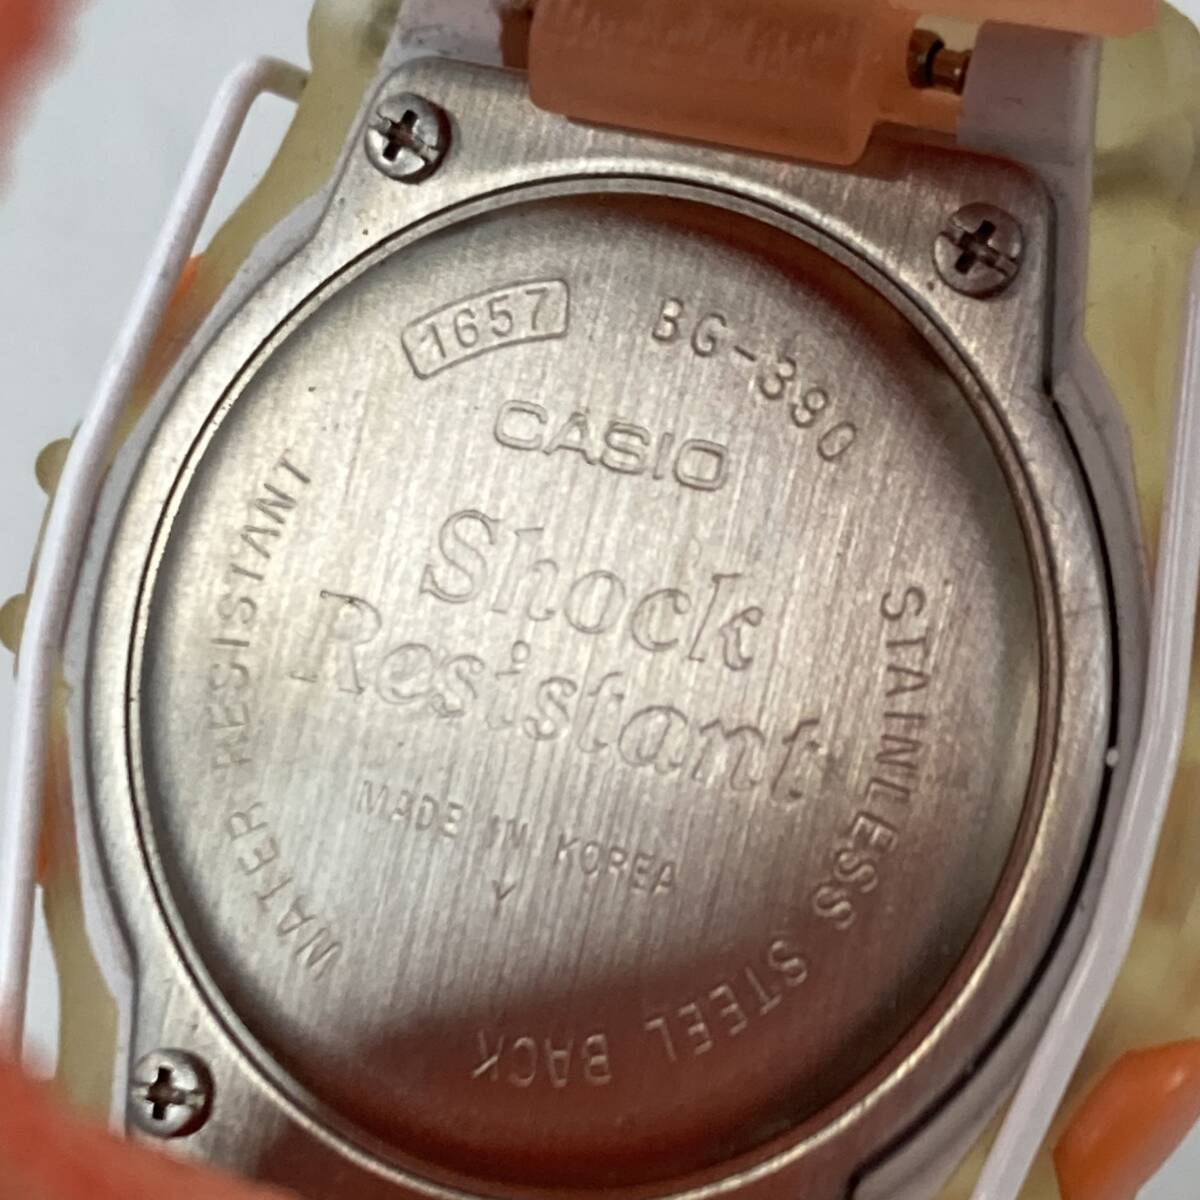 1657 BG-390
CASIO
Shock
Resistant
MADE IN KOREA
V
WATER RESISTANT
STAINLESS STEEL BACK